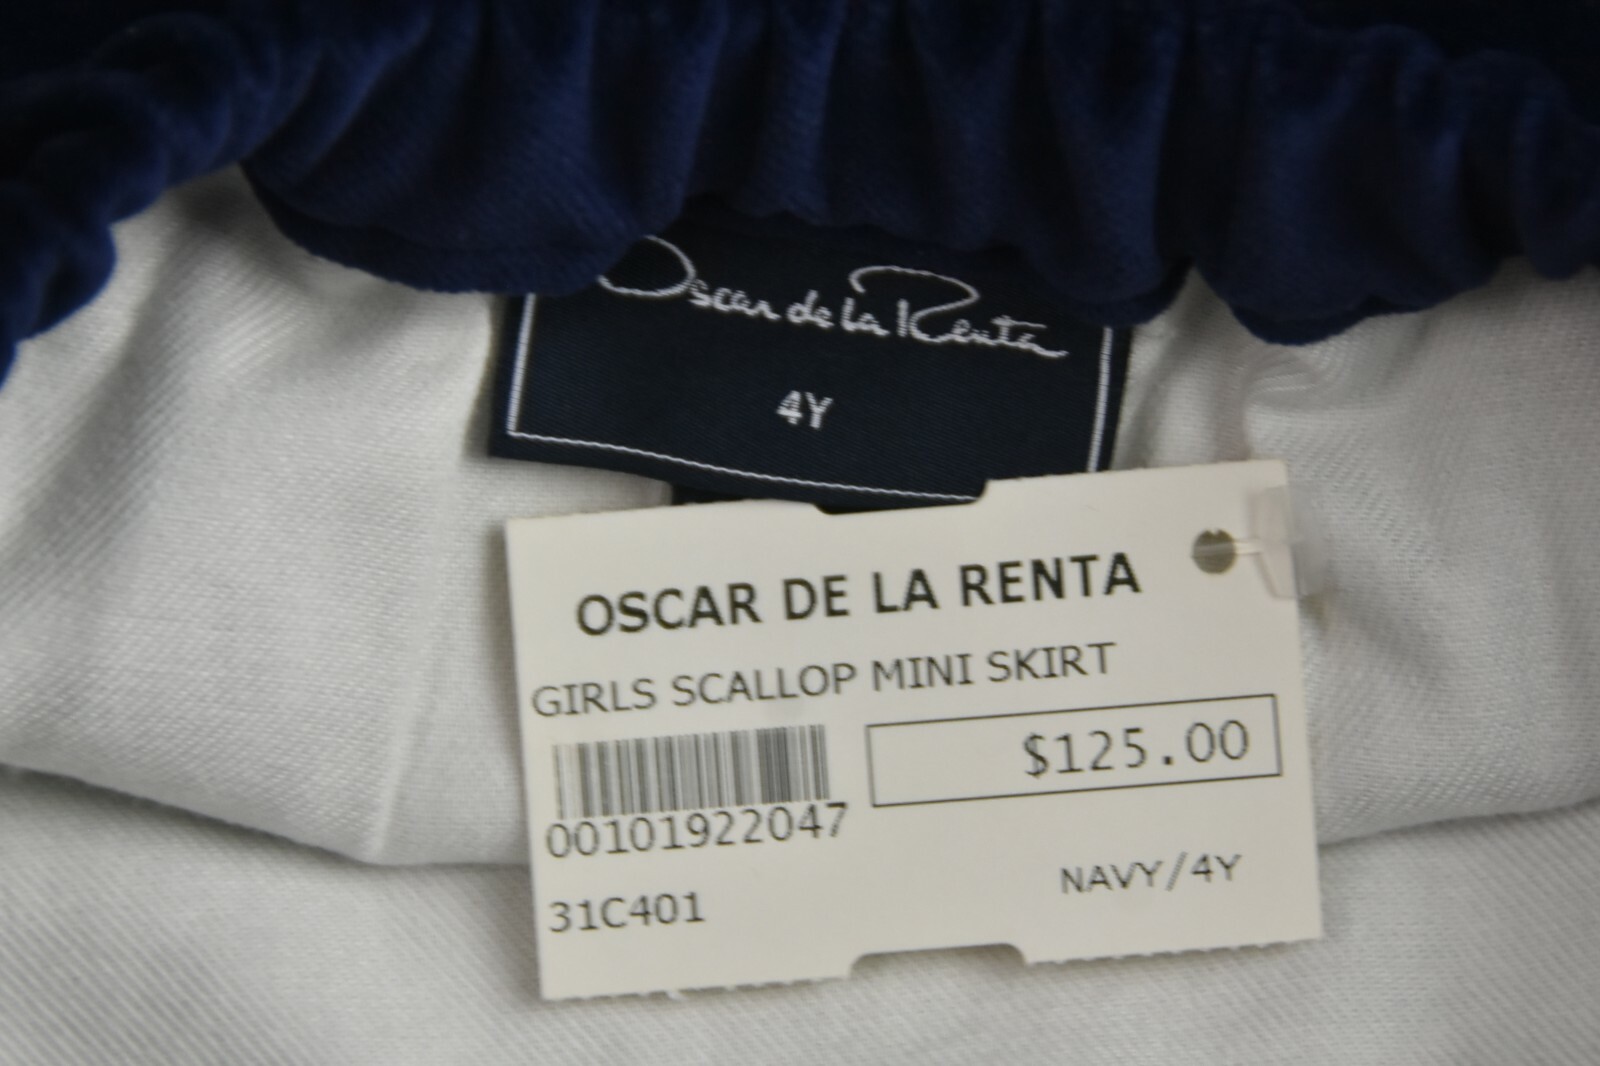 Oscar de la Renta
4Y
OSCAR DE LA RENTA
GIRLS SCALLOP MINI SKIRT
$125.00
00101922047
31C401
NAVY/4Y